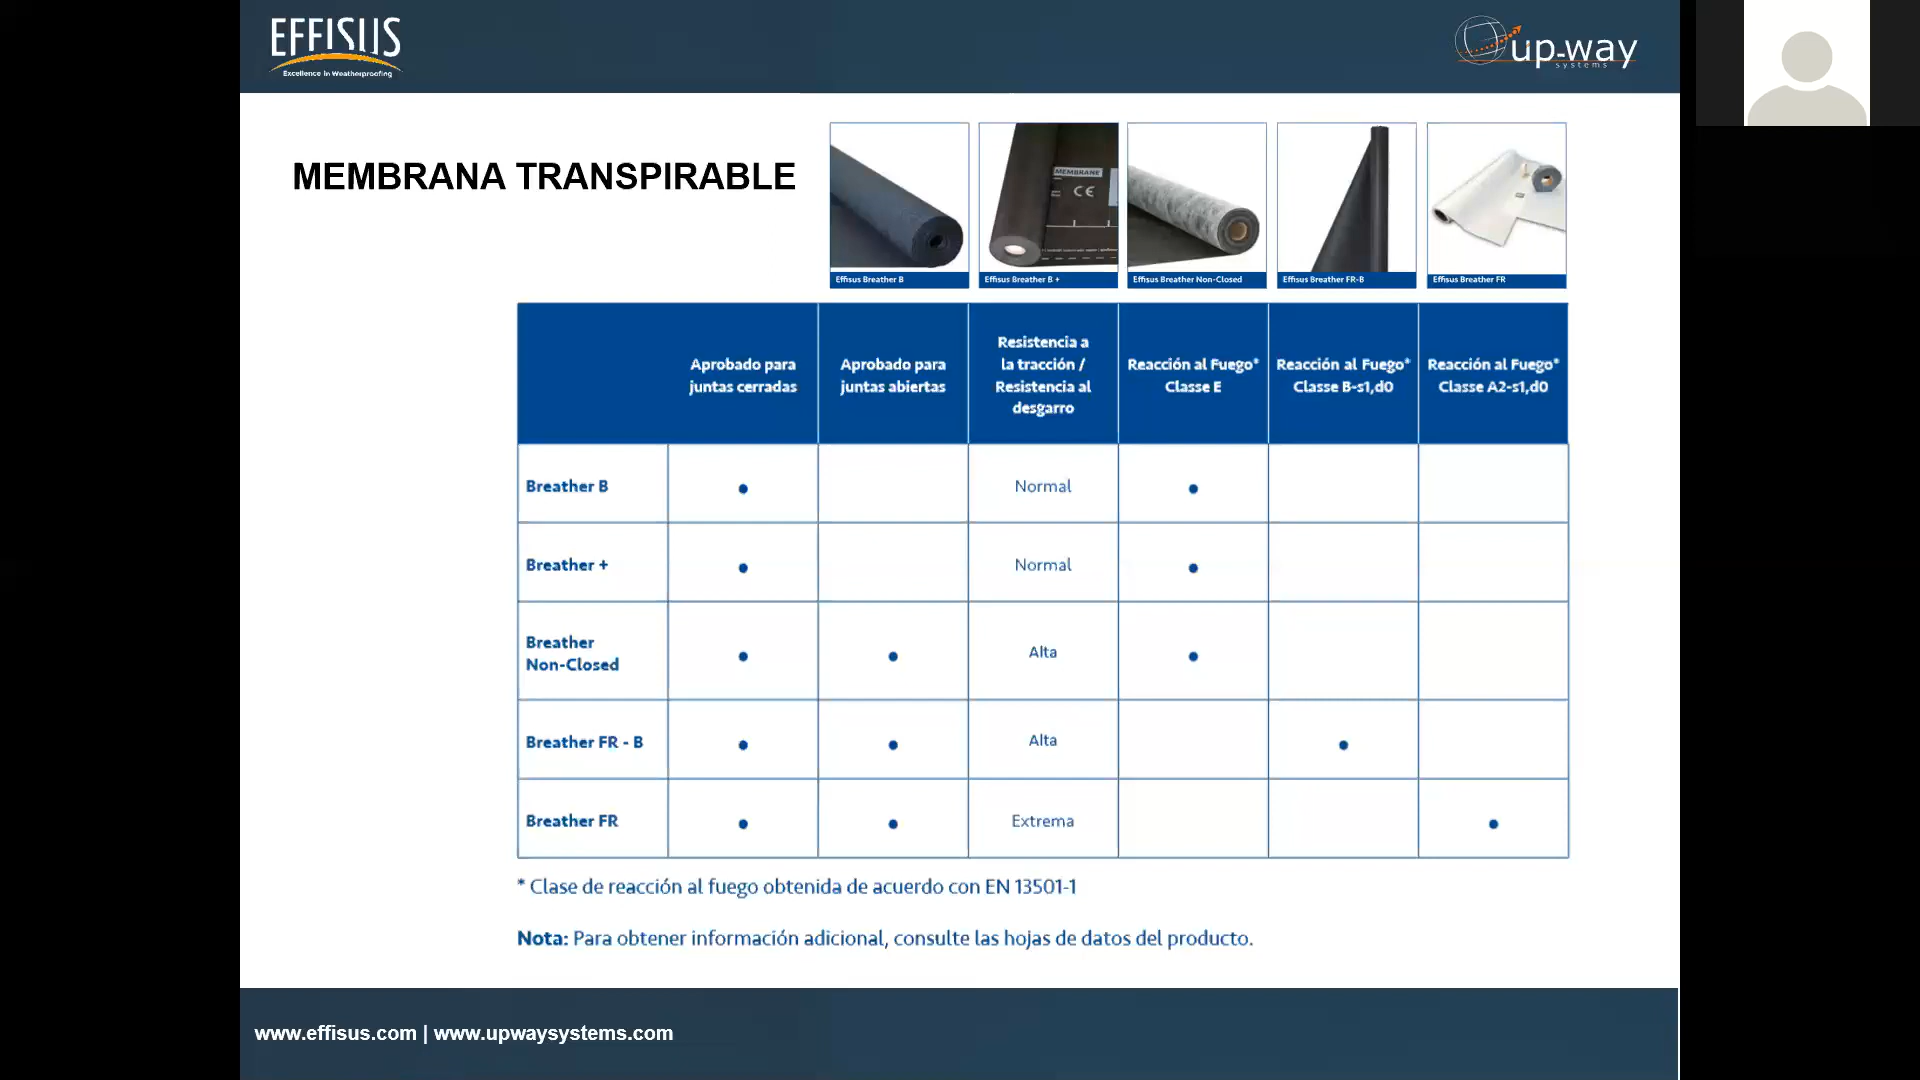 EFFISUS
Excellence in Weatherproofing
up-way
systems
MEMBRANA TRANSPIRABLE
MEMBRANE
CE
Effisus Breather B
Effisus Breather B +
Effisus Breather Non-Closed
Effisus Breather FR-B
Effisus Breather FR
Aprobado para
juntas cerradas
Aprobado para
juntas abiertas
Resistencia a
la tracción /
Resistencia al
desgarro
Reacción al Fuego*
Classe E
Reacción al Fuego*
Classe B-s1,d0
Reacción al Fuego*
Classe A2-s1,d0
Breather B
Normal
Breather +
Normal
Breather
Non-Closed
Alta
Breather FR - B
Alta
Breather FR
Extrema
* Clase de reacción al fuego obtenida de acuerdo con EN 13501-1
Nota: Para obtener información adicional, consulte las hojas de datos del producto.
www.effisus.com | www.upwaysystems.com